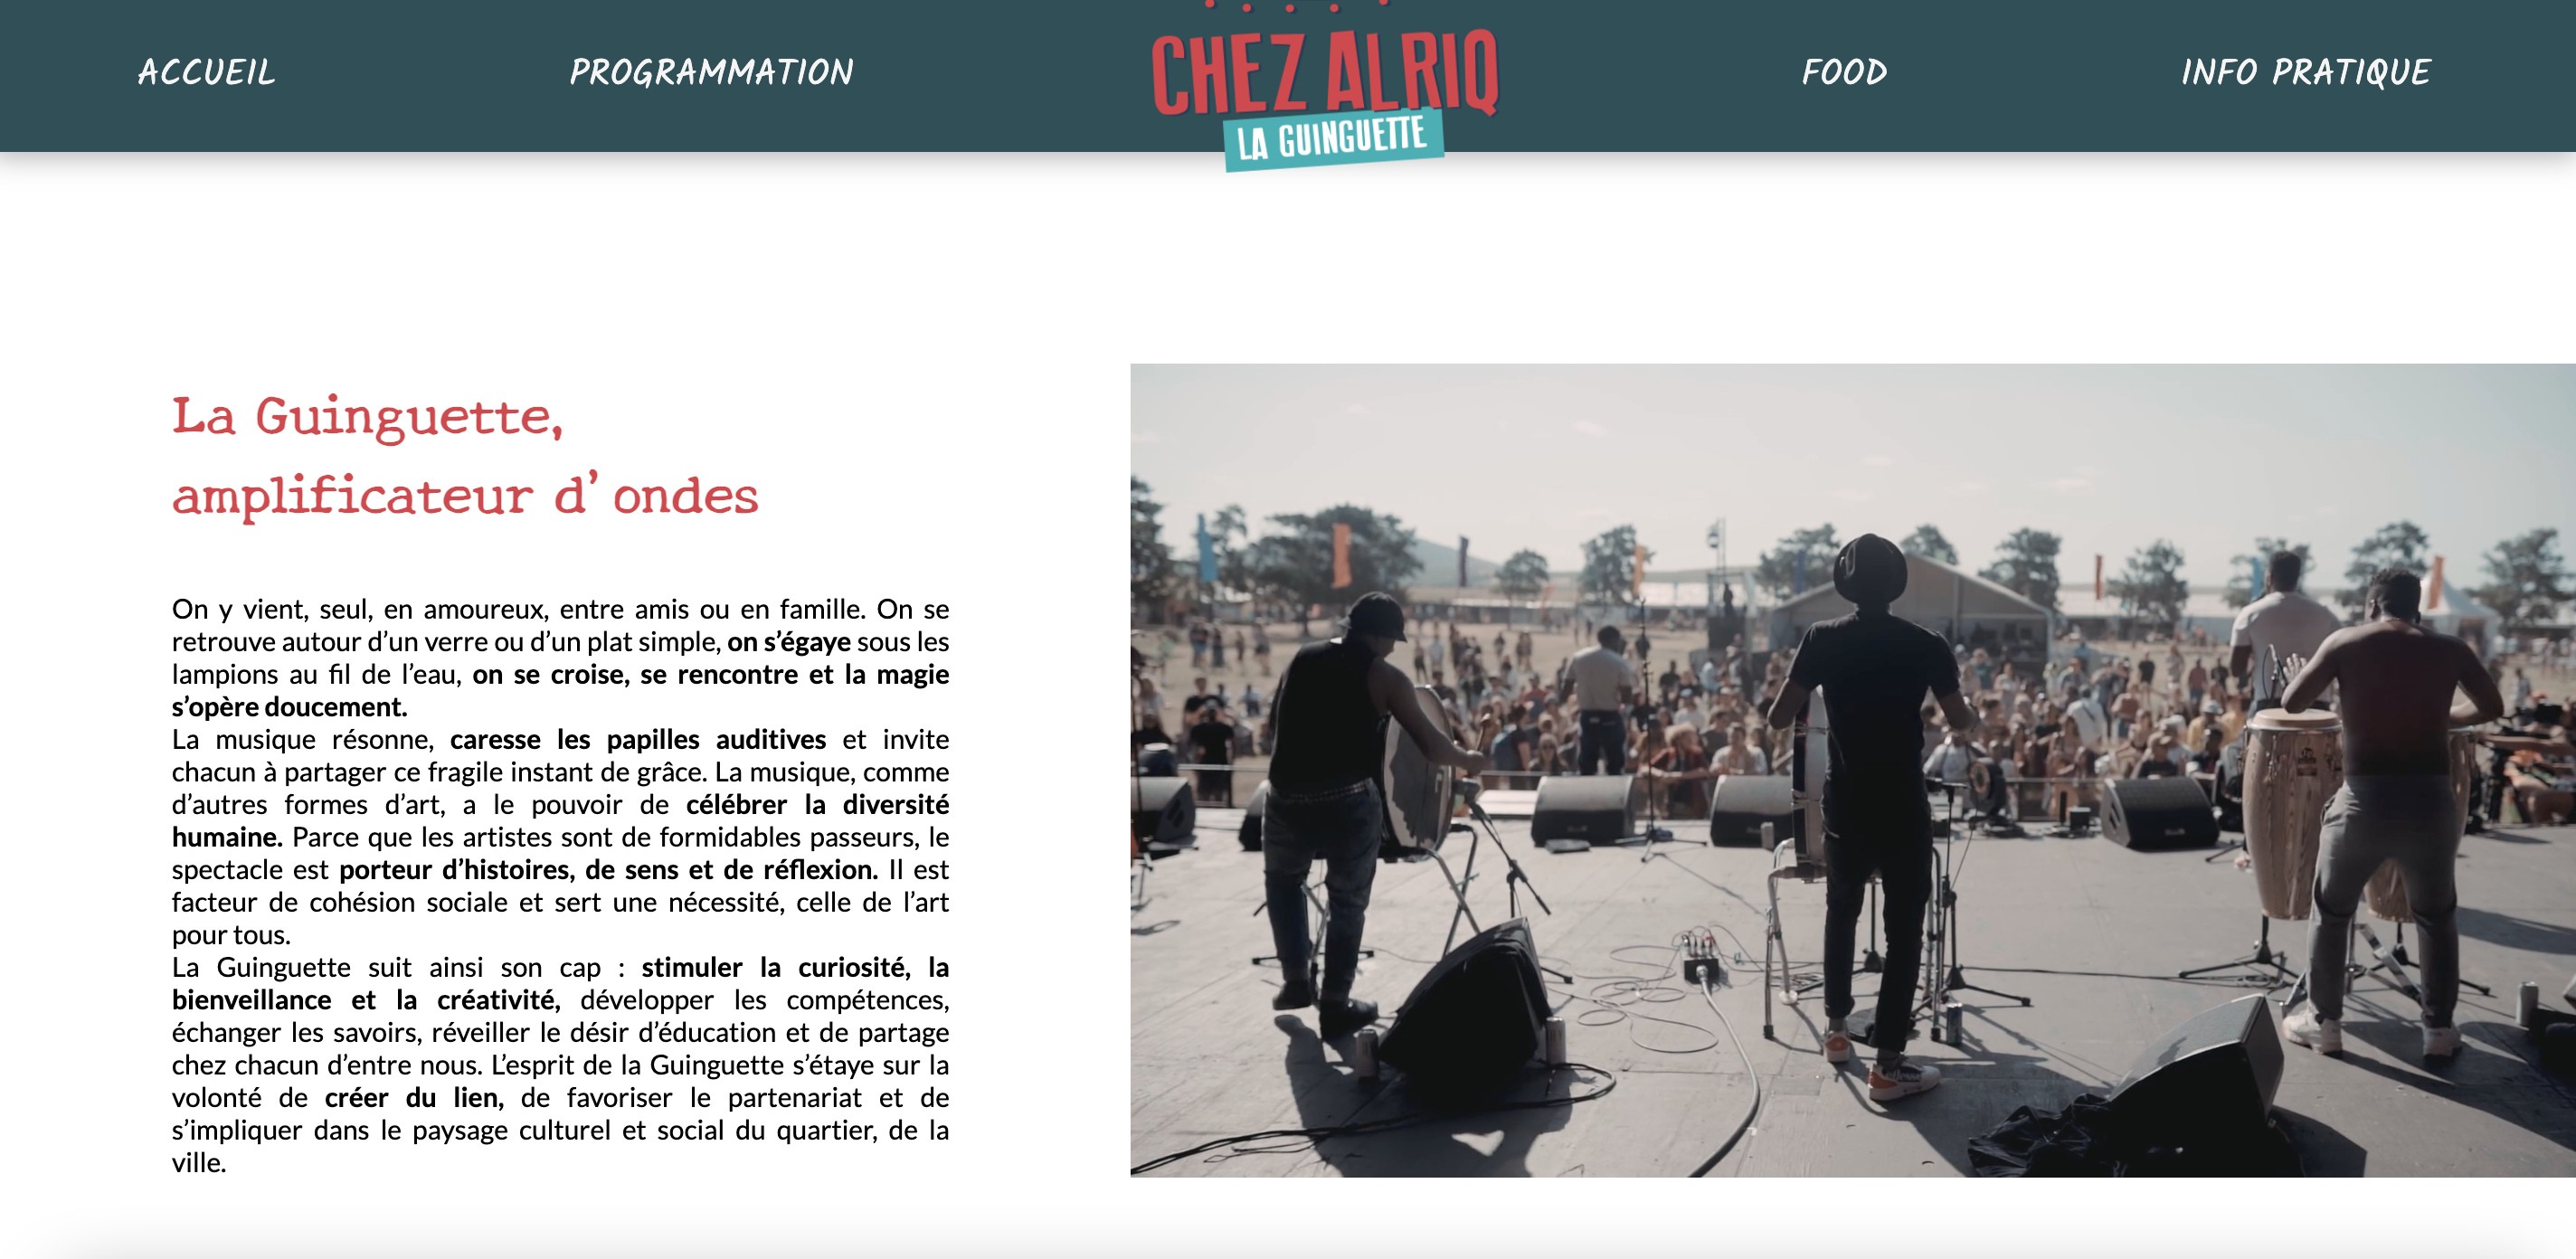 ACCUEIL
PROGRAMMATION
CHEZ ALRIQ
LA GUINGUETTE
FOOD
INFO PRATIQUE
La Guinguette,
amplificateur d’ondes
On y vient, seul, en amoureux, entre amis ou en famille. On se
retrouve autour d’un verre ou d’un plat simple, on s’égaye sous les
lampions au fil de l’eau, on se croise, se rencontre et la magie
s’opère doucement.
La musique résonne, caresse les papilles auditives et invite
chacun à partager ce fragile instant de grâce. La musique, comme
d’autres formes d’art, a le pouvoir de célébrer la diversité
humaine. Parce que les artistes sont de formidables passeurs, le
spectacle est porteur d’histoires, de sens et de réflexion. Il est
facteur de cohésion sociale et sert une nécessité, celle de l’art
pour tous.
La Guinguette suit ainsi son cap : stimuler la curiosité, la
bienveillance et la créativité, développer les compétences,
échanger les savoirs, réveiller le désir d’éducation et de partage
chez chacun d’entre nous. L’esprit de la Guinguette s’étaye sur la
volonté de créer du lien, de favoriser le partenariat et de
s’impliquer dans le paysage culturel et social du quartier, de la
ville.